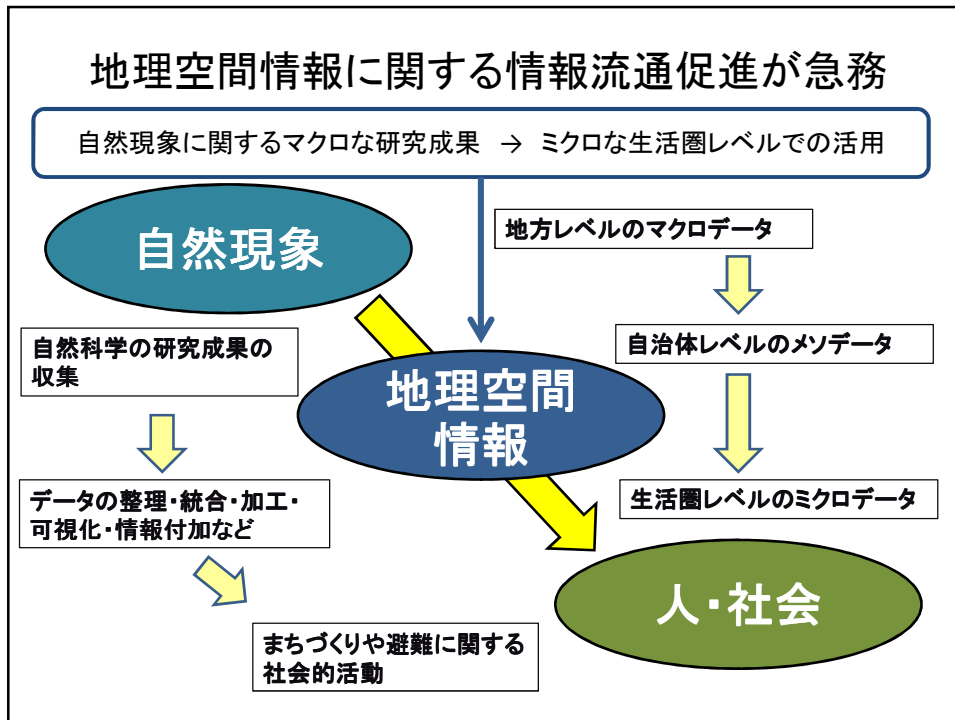 地理空間情報に関する情報流通促進が急務
自然現象に関するマクロな研究成果 → ミクロな生活圏レベルでの活用
自然現象
地方レベルのマクロデータ
自然科学の研究成果の
収集
自治体レベルのメソデータ
地理空間
情報
データの整理・統合・加工・
可視化・情報付加など
生活圏レベルのミクロデータ
人・社会
まちづくりや避難に関する
社会的活動